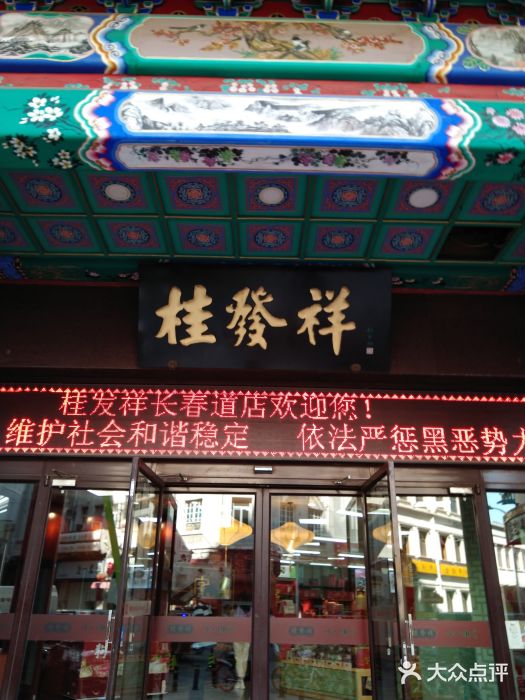 桂發祥
桂发祥长春道店欢迎您!
维护社会和谐稳定 依法严惩黑恶势
大众点评